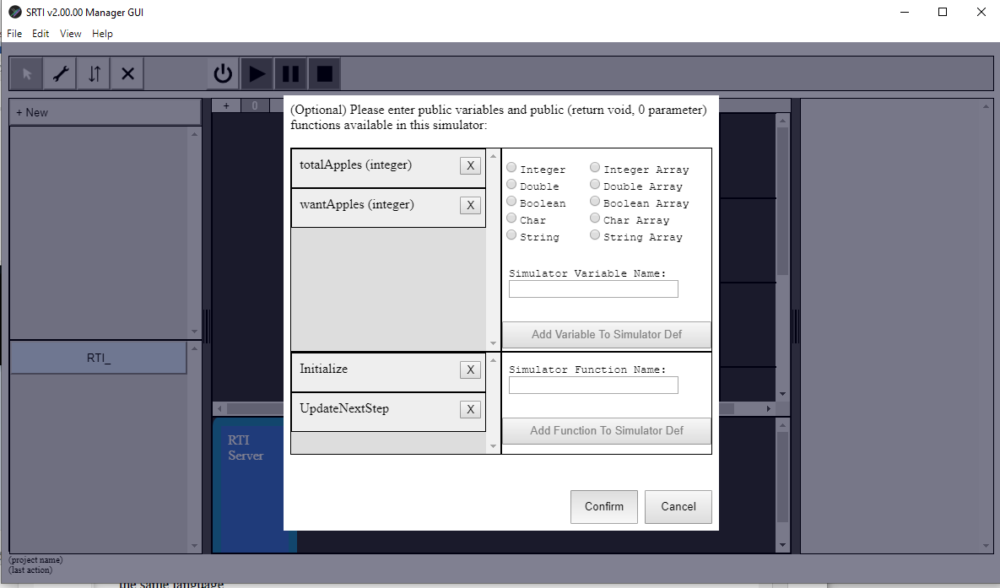 SRTI v2.00.00 Manager GUI
File Edit View Help
+ New
+ 0
(Optional) Please enter public variables and public (return void, 0 parameter)
functions available in this simulator:
totalApples (integer) X
wantApples (integer) X
Integer Integer Array
Double Double Array
Boolean Boolean Array
Char Char Array
String String Array
Simulator Variable Name:
Add Variable To Simulator Def
RTI_
Initialize X
UpdateNextStep X
Simulator Function Name:
Add Function To Simulator Def
RTI
Server
Confirm Cancel
(project name)
(last action)
the same language